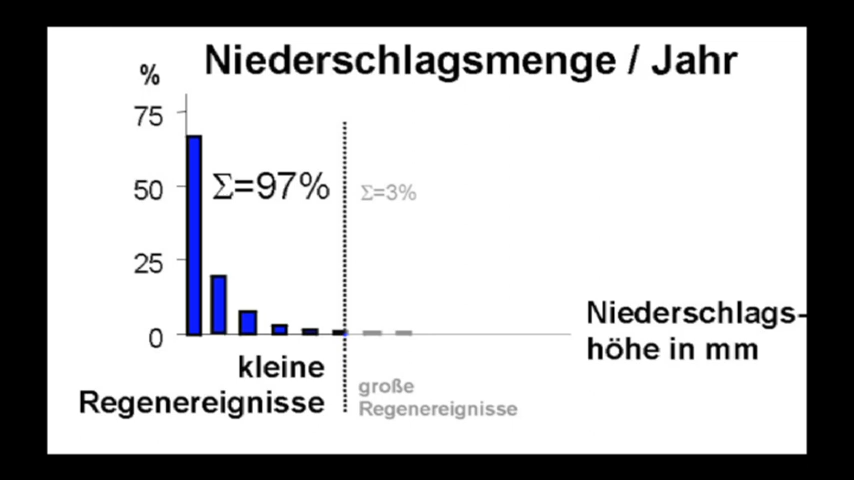 Niederschlagsmenge / Jahr
%
75
50
25
0
Σ=97%
Σ=3%
Niederschlags-
höhe in mm
kleine
Regenereignisse
große
Regenereignisse